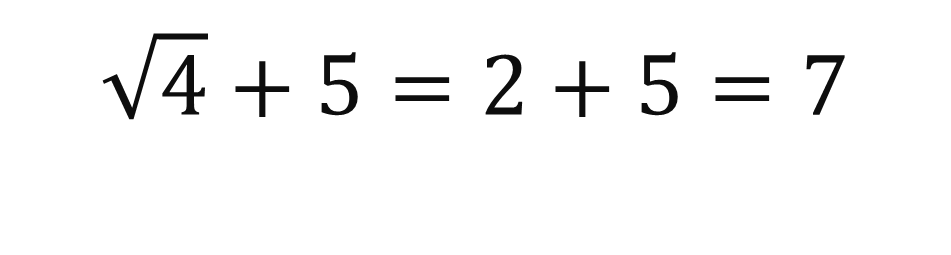 √4 + 5 = 2 + 5 = 7